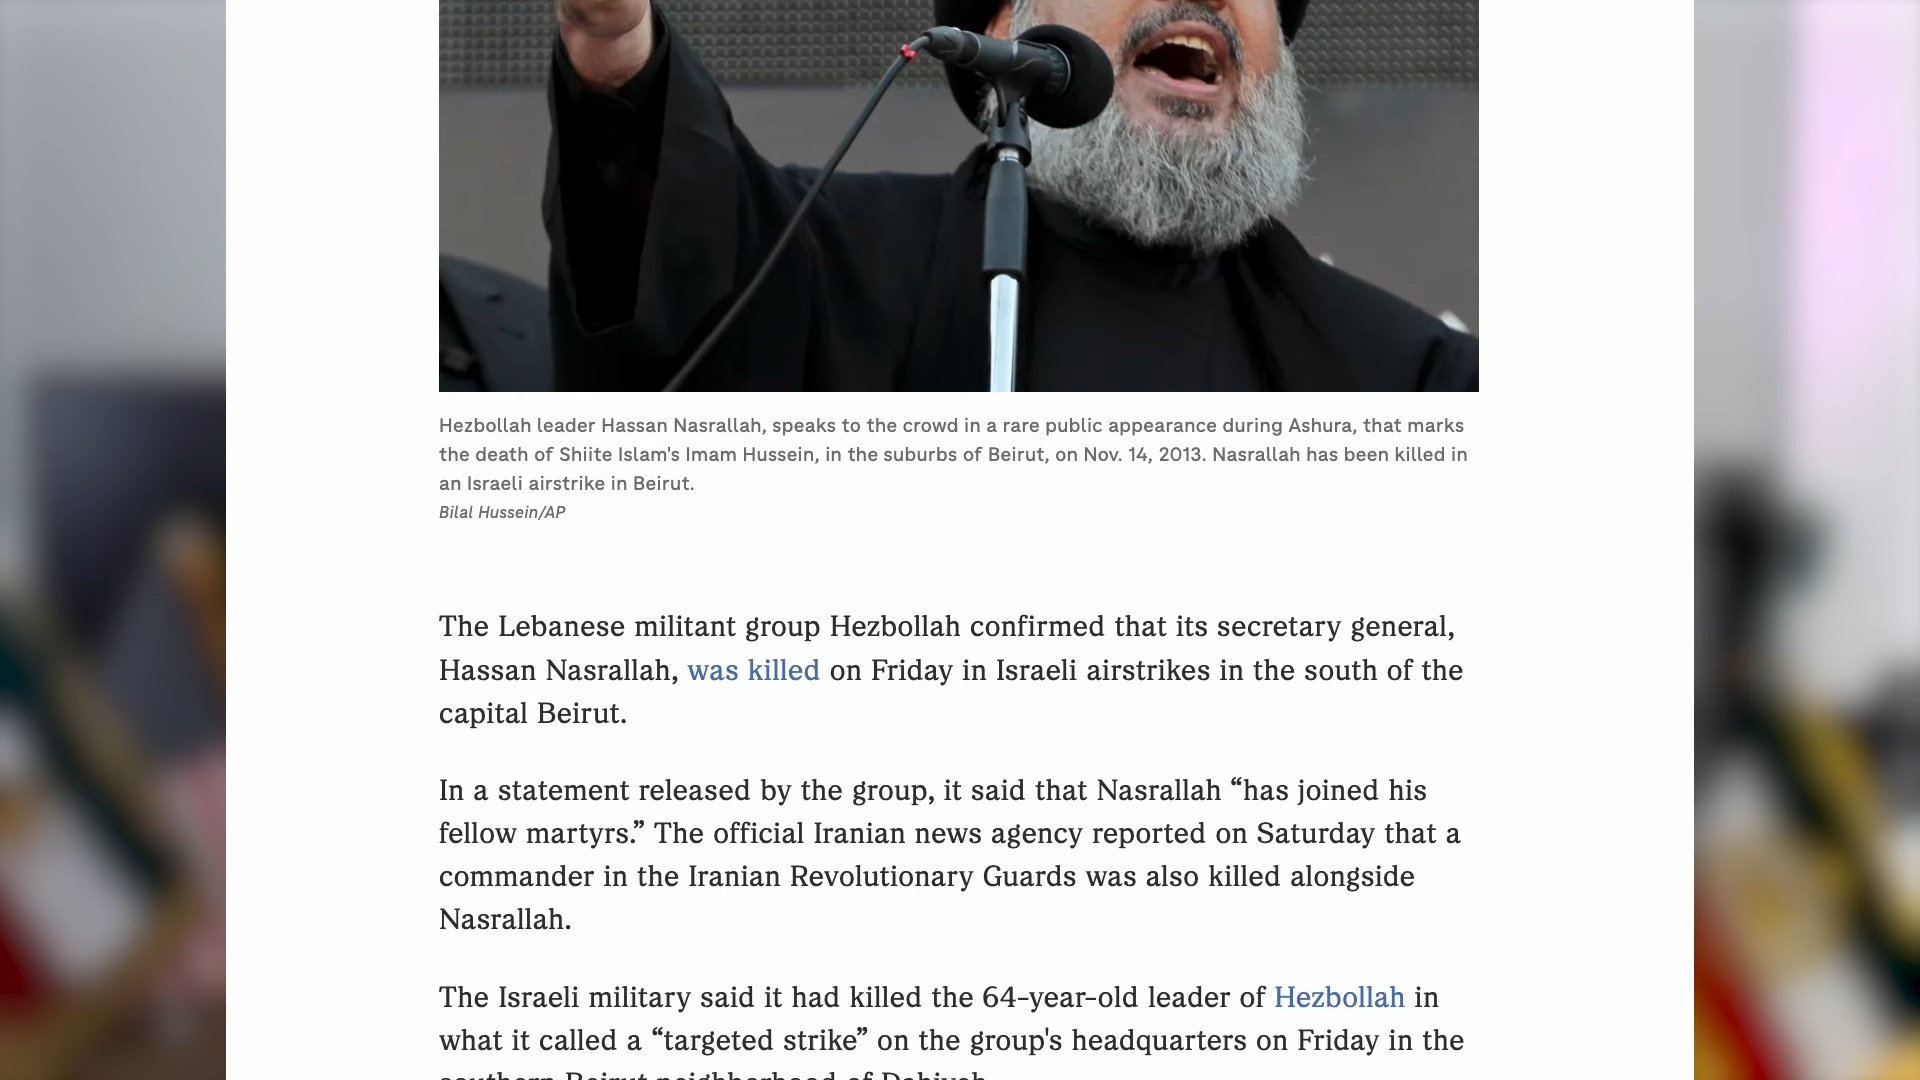 Hezbollah leader Hassan Nasrallah, speaks to the crowd in a rare public appearance during Ashura, that marks
the death of Shiite Islam's Imam Hussein, in the suburbs of Beirut, on Nov. 14, 2013. Nasrallah has been killed in
an Israeli airstrike in Beirut.
Bilal Hussein/AP
The Lebanese militant group Hezbollah confirmed that its secretary general,
Hassan Nasrallah, was killed on Friday in Israeli airstrikes in the south of the
capital Beirut.
In a statement released by the group, it said that Nasrallah “has joined his
fellow martyrs.” The official Iranian news agency reported on Saturday that a
commander in the Iranian Revolutionary Guards was also killed alongside
Nasrallah.
The Israeli military said it had killed the 64-year-old leader of Hezbollah in
what it called a “targeted strike” on the group's headquarters on Friday in the
southern Beirut neighborhood of Dahiyeh.